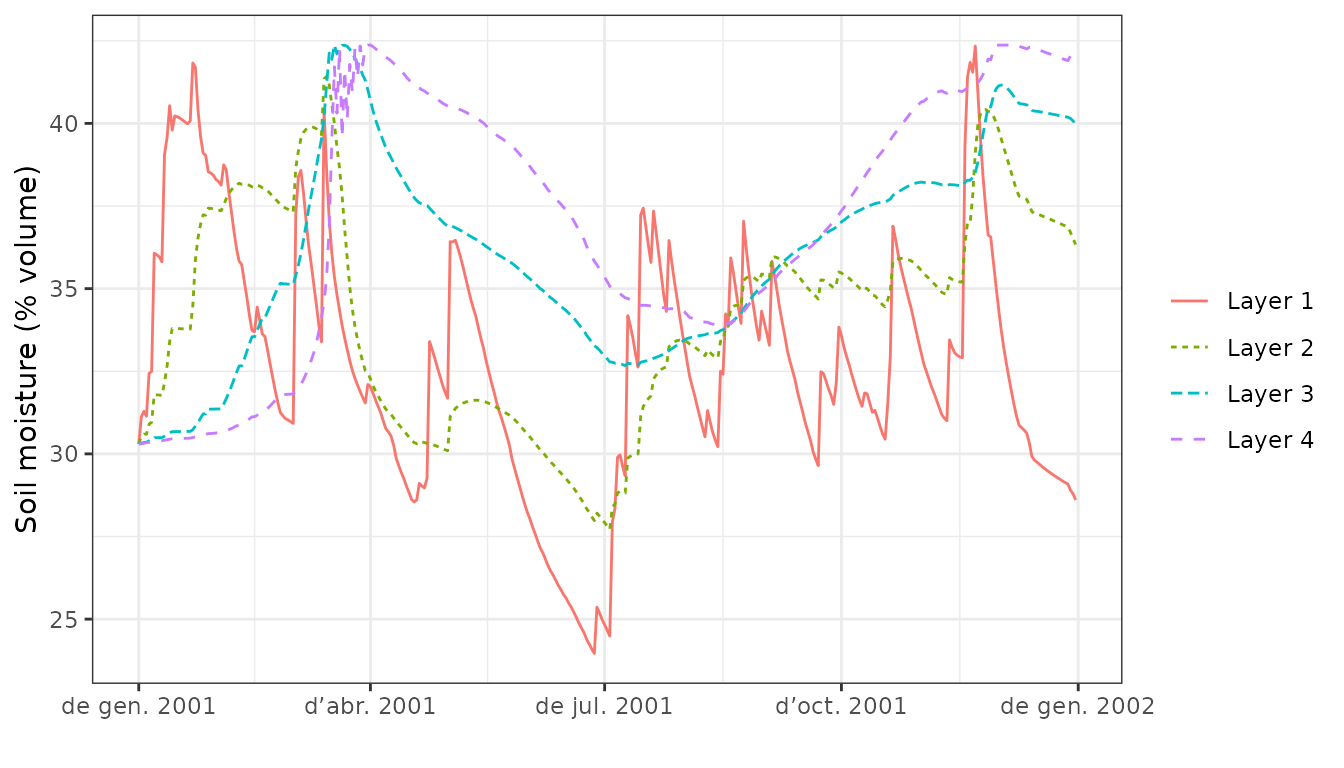 Soil moisture (% volume)
40
35
30
25
de gen. 2001
d’abr. 2001
de jul. 2001
d’oct. 2001
de gen. 2002
Layer 1
Layer 2
Layer 3
Layer 4